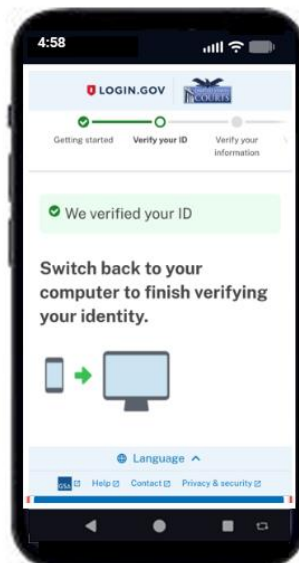 4:58
LOGIN.GOV
COURTS
Getting started Verify your ID Verify your
information
We verified your ID
Switch back to your
computer to finish verifying
your identity.
Language
GSA Help Contact Privacy & security